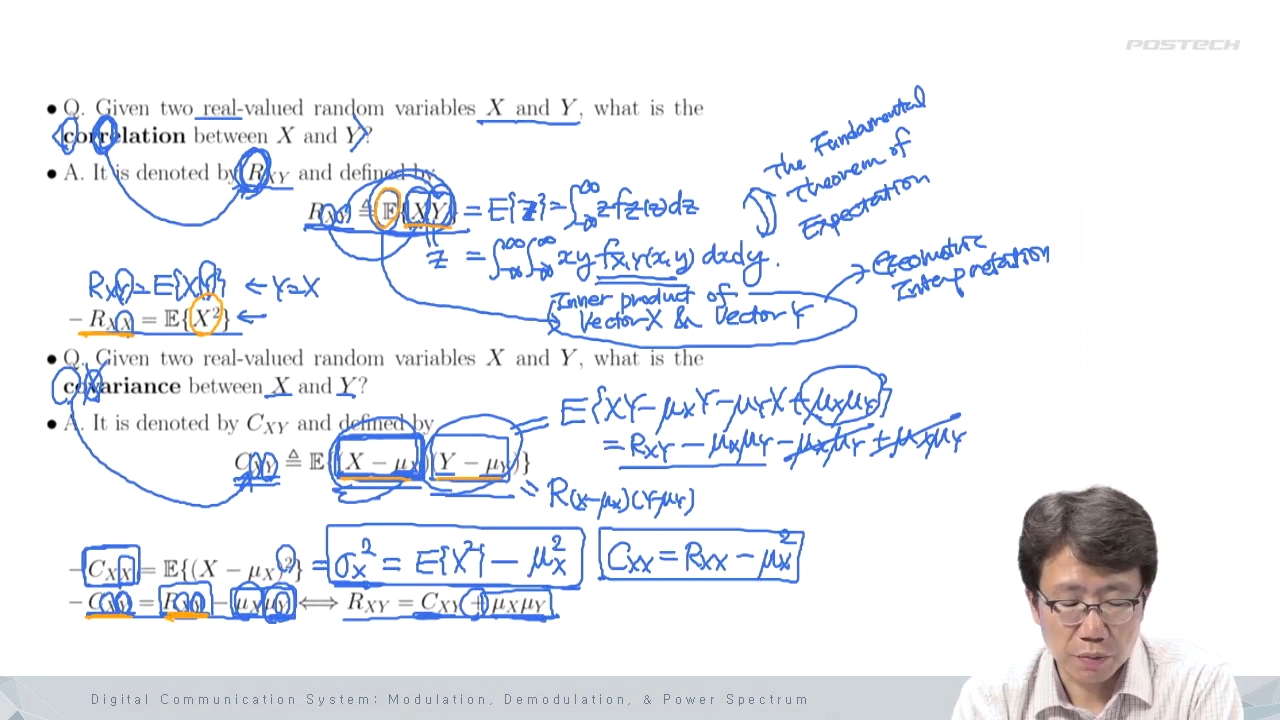 POSTECH
• Q. Given two real-valued random variables X and Y, what is the
correlation between X and Y?
• A. It is denoted by R_XY and defined by
R_XY ≜ 𝔼{XY} = E{Z} = ∫_{-∞}^{∞} z f_Z(z) dz
Z = ∫_{-∞}^{∞} ∫_{-∞}^{∞} xy f_{X,Y}(x,y) dxdy.
The Fundamental
Theorem of
Expectation
R_XY = E{XY} ← Y=X
– R_XX = 𝔼{X²} ←
Inner product of
Vector X & Vector Y
Geometric
Interpretation
• Q. Given two real-valued random variables X and Y, what is the
covariance between X and Y?
• A. It is denoted by C_XY and defined by
C_XY ≜ 𝔼{(X − μ_X)(Y − μ_Y)}
= E{XY − μ_X Y − μ_Y X + μ_X μ_Y}
= R_XY − μ_X μ_Y − μ_X μ_Y + μ_X μ_Y
= R_(X−μ_X)(Y−μ_Y)
– C_XX = 𝔼{(X − μ_X)²} = σ_X² = E{X²} − μ_X²
C_XX = R_XX − μ_X²
– C_XY = R_XY − μ_X μ_Y ⟺ R_XY = C_XY + μ_X μ_Y
Digital Communication System: Modulation, Demodulation, & Power Spectrum